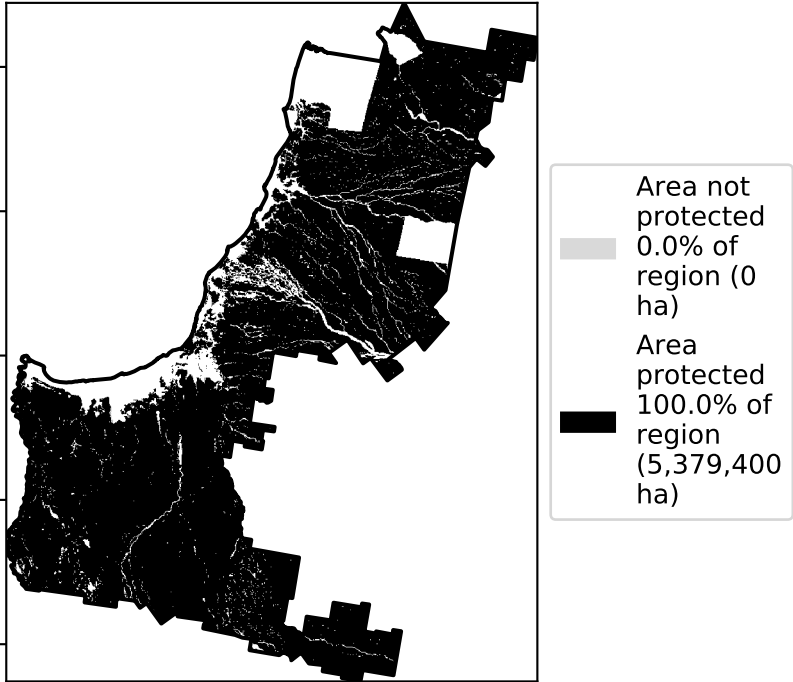 Area not
protected
0.0% of
region (0
ha)
Area
protected
100.0% of
region
(5,379,400
ha)